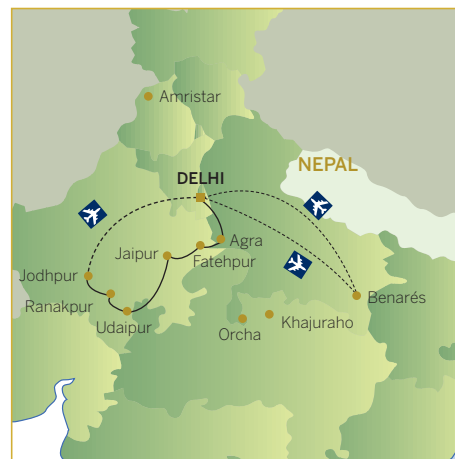 Amristar
NEPAL
DELHI
Agra
Jaipur
Fatehpur
Jodhpur
Ranakpur
Benarés
Udaipur
Khajuraho
Orcha